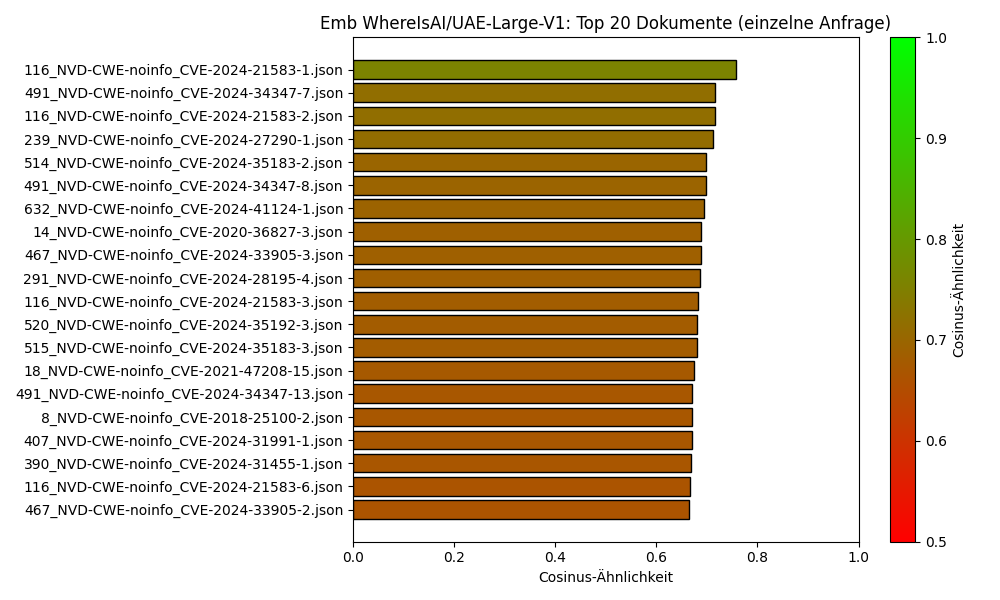 Emb WhereIsAI/UAE-Large-V1: Top 20 Dokumente (einzelne Anfrage)
116_NVD-CWE-noinfo_CVE-2024-21583-1.json
491_NVD-CWE-noinfo_CVE-2024-34347-7.json
116_NVD-CWE-noinfo_CVE-2024-21583-2.json
239_NVD-CWE-noinfo_CVE-2024-27290-1.json
514_NVD-CWE-noinfo_CVE-2024-35183-2.json
491_NVD-CWE-noinfo_CVE-2024-34347-8.json
632_NVD-CWE-noinfo_CVE-2024-41124-1.json
14_NVD-CWE-noinfo_CVE-2020-36827-3.json
467_NVD-CWE-noinfo_CVE-2024-33905-3.json
291_NVD-CWE-noinfo_CVE-2024-28195-4.json
116_NVD-CWE-noinfo_CVE-2024-21583-3.json
520_NVD-CWE-noinfo_CVE-2024-35192-3.json
515_NVD-CWE-noinfo_CVE-2024-35183-3.json
18_NVD-CWE-noinfo_CVE-2021-47208-15.json
491_NVD-CWE-noinfo_CVE-2024-34347-13.json
8_NVD-CWE-noinfo_CVE-2018-25100-2.json
407_NVD-CWE-noinfo_CVE-2024-31991-1.json
390_NVD-CWE-noinfo_CVE-2024-31455-1.json
116_NVD-CWE-noinfo_CVE-2024-21583-6.json
467_NVD-CWE-noinfo_CVE-2024-33905-2.json
0.0 0.2 0.4 0.6 0.8 1.0
Cosinus-Ähnlichkeit
1.0
0.9
0.8
0.7
0.6
0.5
Cosinus-Ähnlichkeit